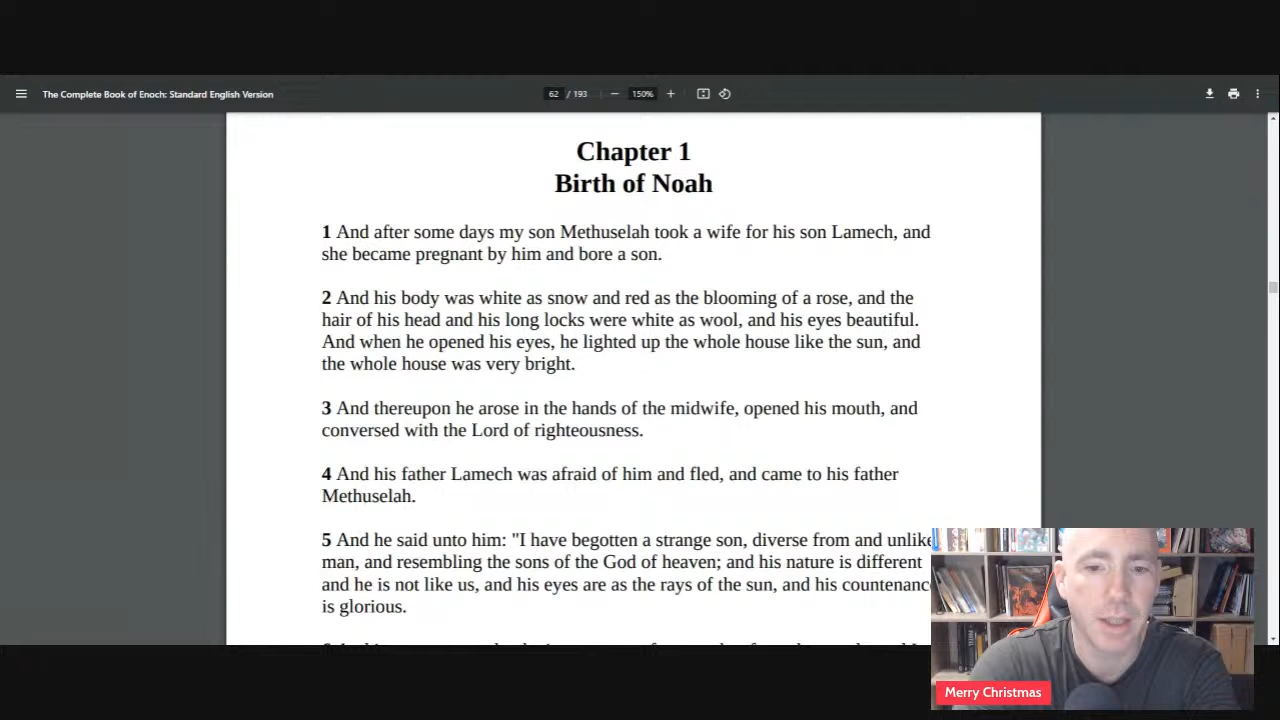 The Complete Book of Enoch: Standard English Version
62 / 193
150%
Chapter 1
Birth of Noah
1 And after some days my son Methuselah took a wife for his son Lamech, and
she became pregnant by him and bore a son.
2 And his body was white as snow and red as the blooming of a rose, and the
hair of his head and his long locks were white as wool, and his eyes beautiful.
And when he opened his eyes, he lighted up the whole house like the sun, and
the whole house was very bright.
3 And thereupon he arose in the hands of the midwife, opened his mouth, and
conversed with the Lord of righteousness.
4 And his father Lamech was afraid of him and fled, and came to his father
Methuselah.
5 And he said unto him: "I have begotten a strange son, diverse from and unlike
man, and resembling the sons of the God of heaven; and his nature is different
and he is not like us, and his eyes are as the rays of the sun, and his countenanc
is glorious.
Merry Christmas